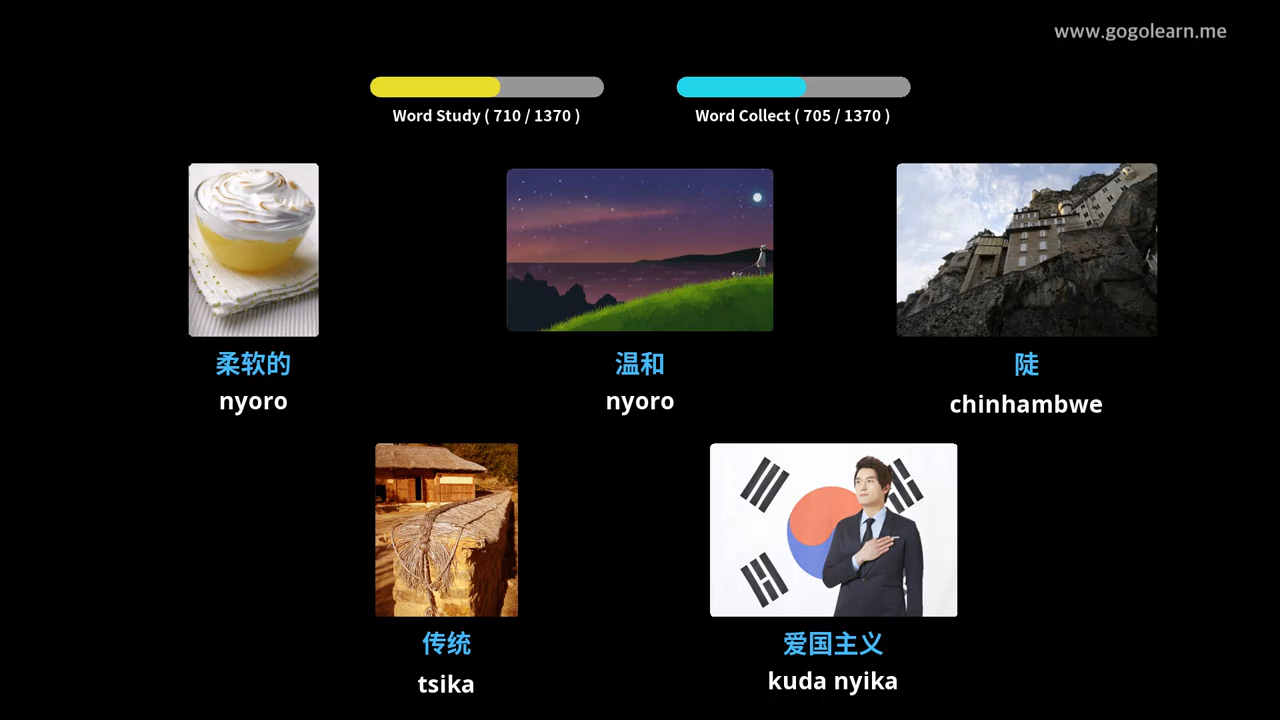 www.gogolearn.me
Word Study ( 710 / 1370 )
Word Collect ( 705 / 1370 )
柔软的
nyoro
温和
nyoro
陡
chinhambwe
传统
tsika
爱国主义
kuda nyika